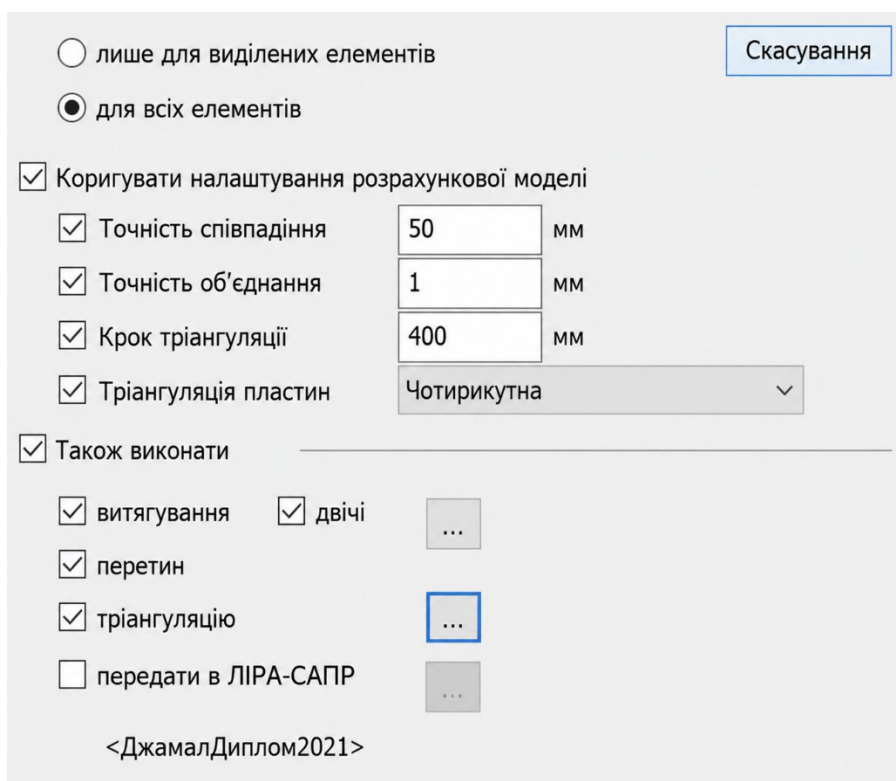 лише для виділених елементів
Скасування
для всіх елементів
Коригувати налаштування розрахункової моделі
Точність співпадіння 50 мм
Точність об'єднання 1 мм
Крок тріангуляції 400 мм
Тріангуляція пластин Чотирикутна
Також виконати
витягування двічі ...
перетин
тріангуляцію ...
передати в ЛІРА-САПР ...
<ДжамалДиплом2021>